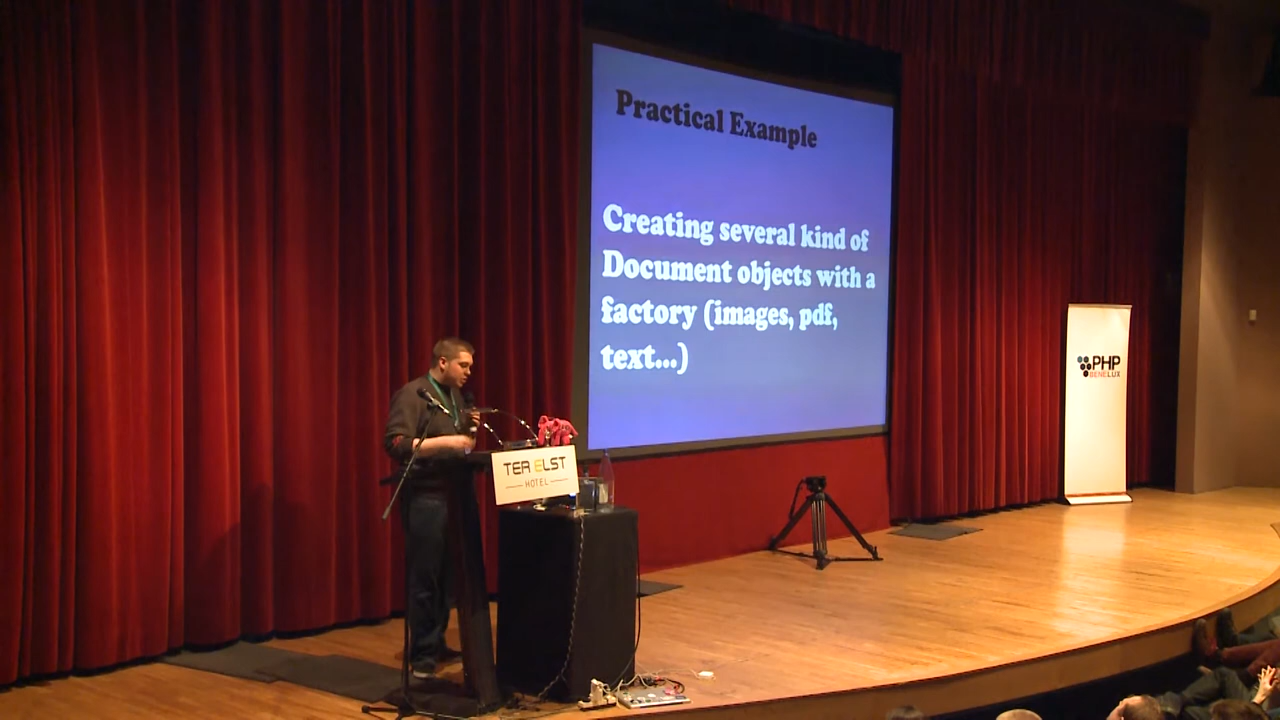 Practical Example
Creating several kind of
Document objects with a
factory (images, pdf,
text...)
PHP
BENELUX
TER ELST
HOTEL